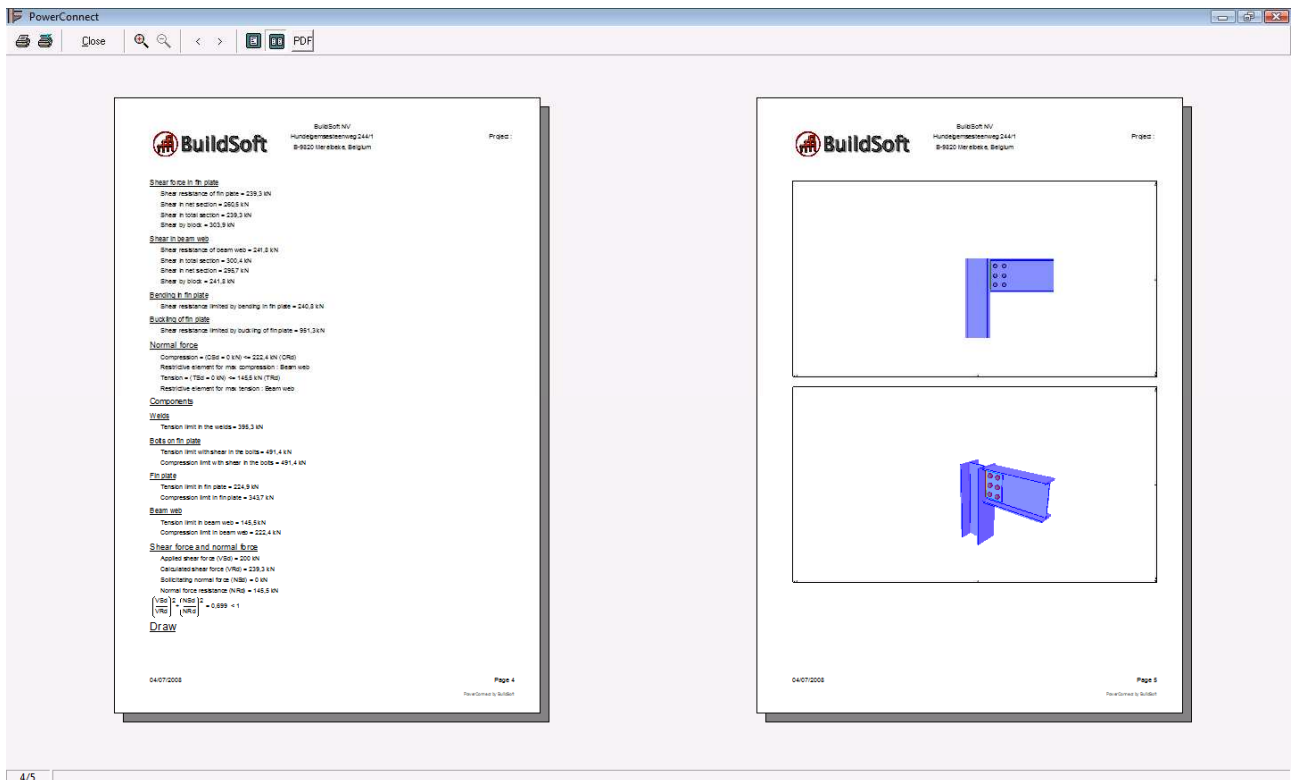 PowerConnect
Close
PDF
BuildSoft
BuildSoft NV
Hundelgemsesteenweg 244/1
B-9820 Merelbeke, Belgium
Project :
Shear force in fin plate
Shear resistance of fin plate = 239,3 kN
Shear in net section = 260,6 kN
Shear in total section = 239,3 kN
Shear by block = 303,9 kN
Shear in beam web
Shear resistance of beam web = 241,8 kN
Shear in total section = 300,4 kN
Shear in net section = 295,7 kN
Shear by block = 241,8 kN
Bending in fin plate
Shear resistance limited by bending in fin plate = 240,8 kN
Buckling of fin plate
Shear resistance limited by buckling of fin plate = 951,3 kN
Normal force
Compression = (CSd = 0 kN) <= 222,4 kN (CRd)
Restrictive element for max compression : Beam web
Tension = (TSd = 0 kN) <= 145,5 kN (TRd)
Restrictive element for max tension : Beam web
Components
Welds
Tension limit in the welds = 395,3 kN
Bolts on fin plate
Tension limit with shear in the bolts = 491,4 kN
Compression limit with shear in the bolts = 491,4 kN
Fin plate
Tension limit in fin plate = 224,9 kN
Compression limit in fin plate = 343,7 kN
Beam web
Tension limit in beam web = 145,5 kN
Compression limit in beam web = 222,4 kN
Shear force and normal force
Applied shear force (VSd) = 200 kN
Calculated shear force (VRd) = 239,3 kN
Sollicitating normal force (NSd) = 0 kN
Normal force resistance (NRd) = 145,5 kN
(VSd/VRd)² + (NSd/NRd)² = 0,699 < 1
Draw
04/07/2008
Page 4
PowerConnect by BuildSoft
BuildSoft
BuildSoft NV
Hundelgemsesteenweg 244/1
B-9820 Merelbeke, Belgium
Project :
04/07/2008
Page 5
PowerConnect by BuildSoft
4/5